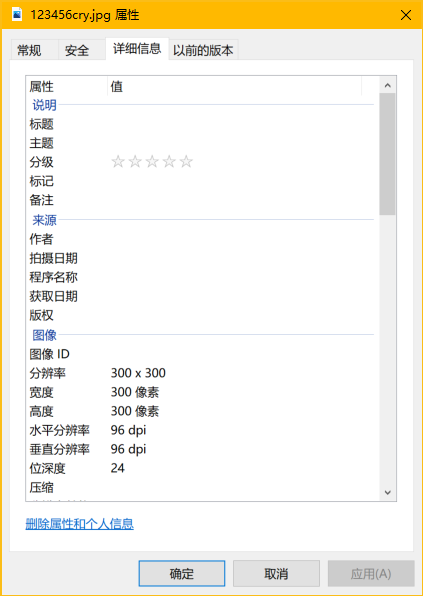 123456cry.jpg 属性
常规 安全 详细信息 以前的版本
属性 值
说明
标题
主题
分级 ☆☆☆☆☆
标记
备注
来源
作者
拍摄日期
程序名称
获取日期
版权
图像
图像 ID
分辨率 300 x 300
宽度 300 像素
高度 300 像素
水平分辨率 96 dpi
垂直分辨率 96 dpi
位深度 24
压缩
删除属性和个人信息
确定 取消 应用(A)